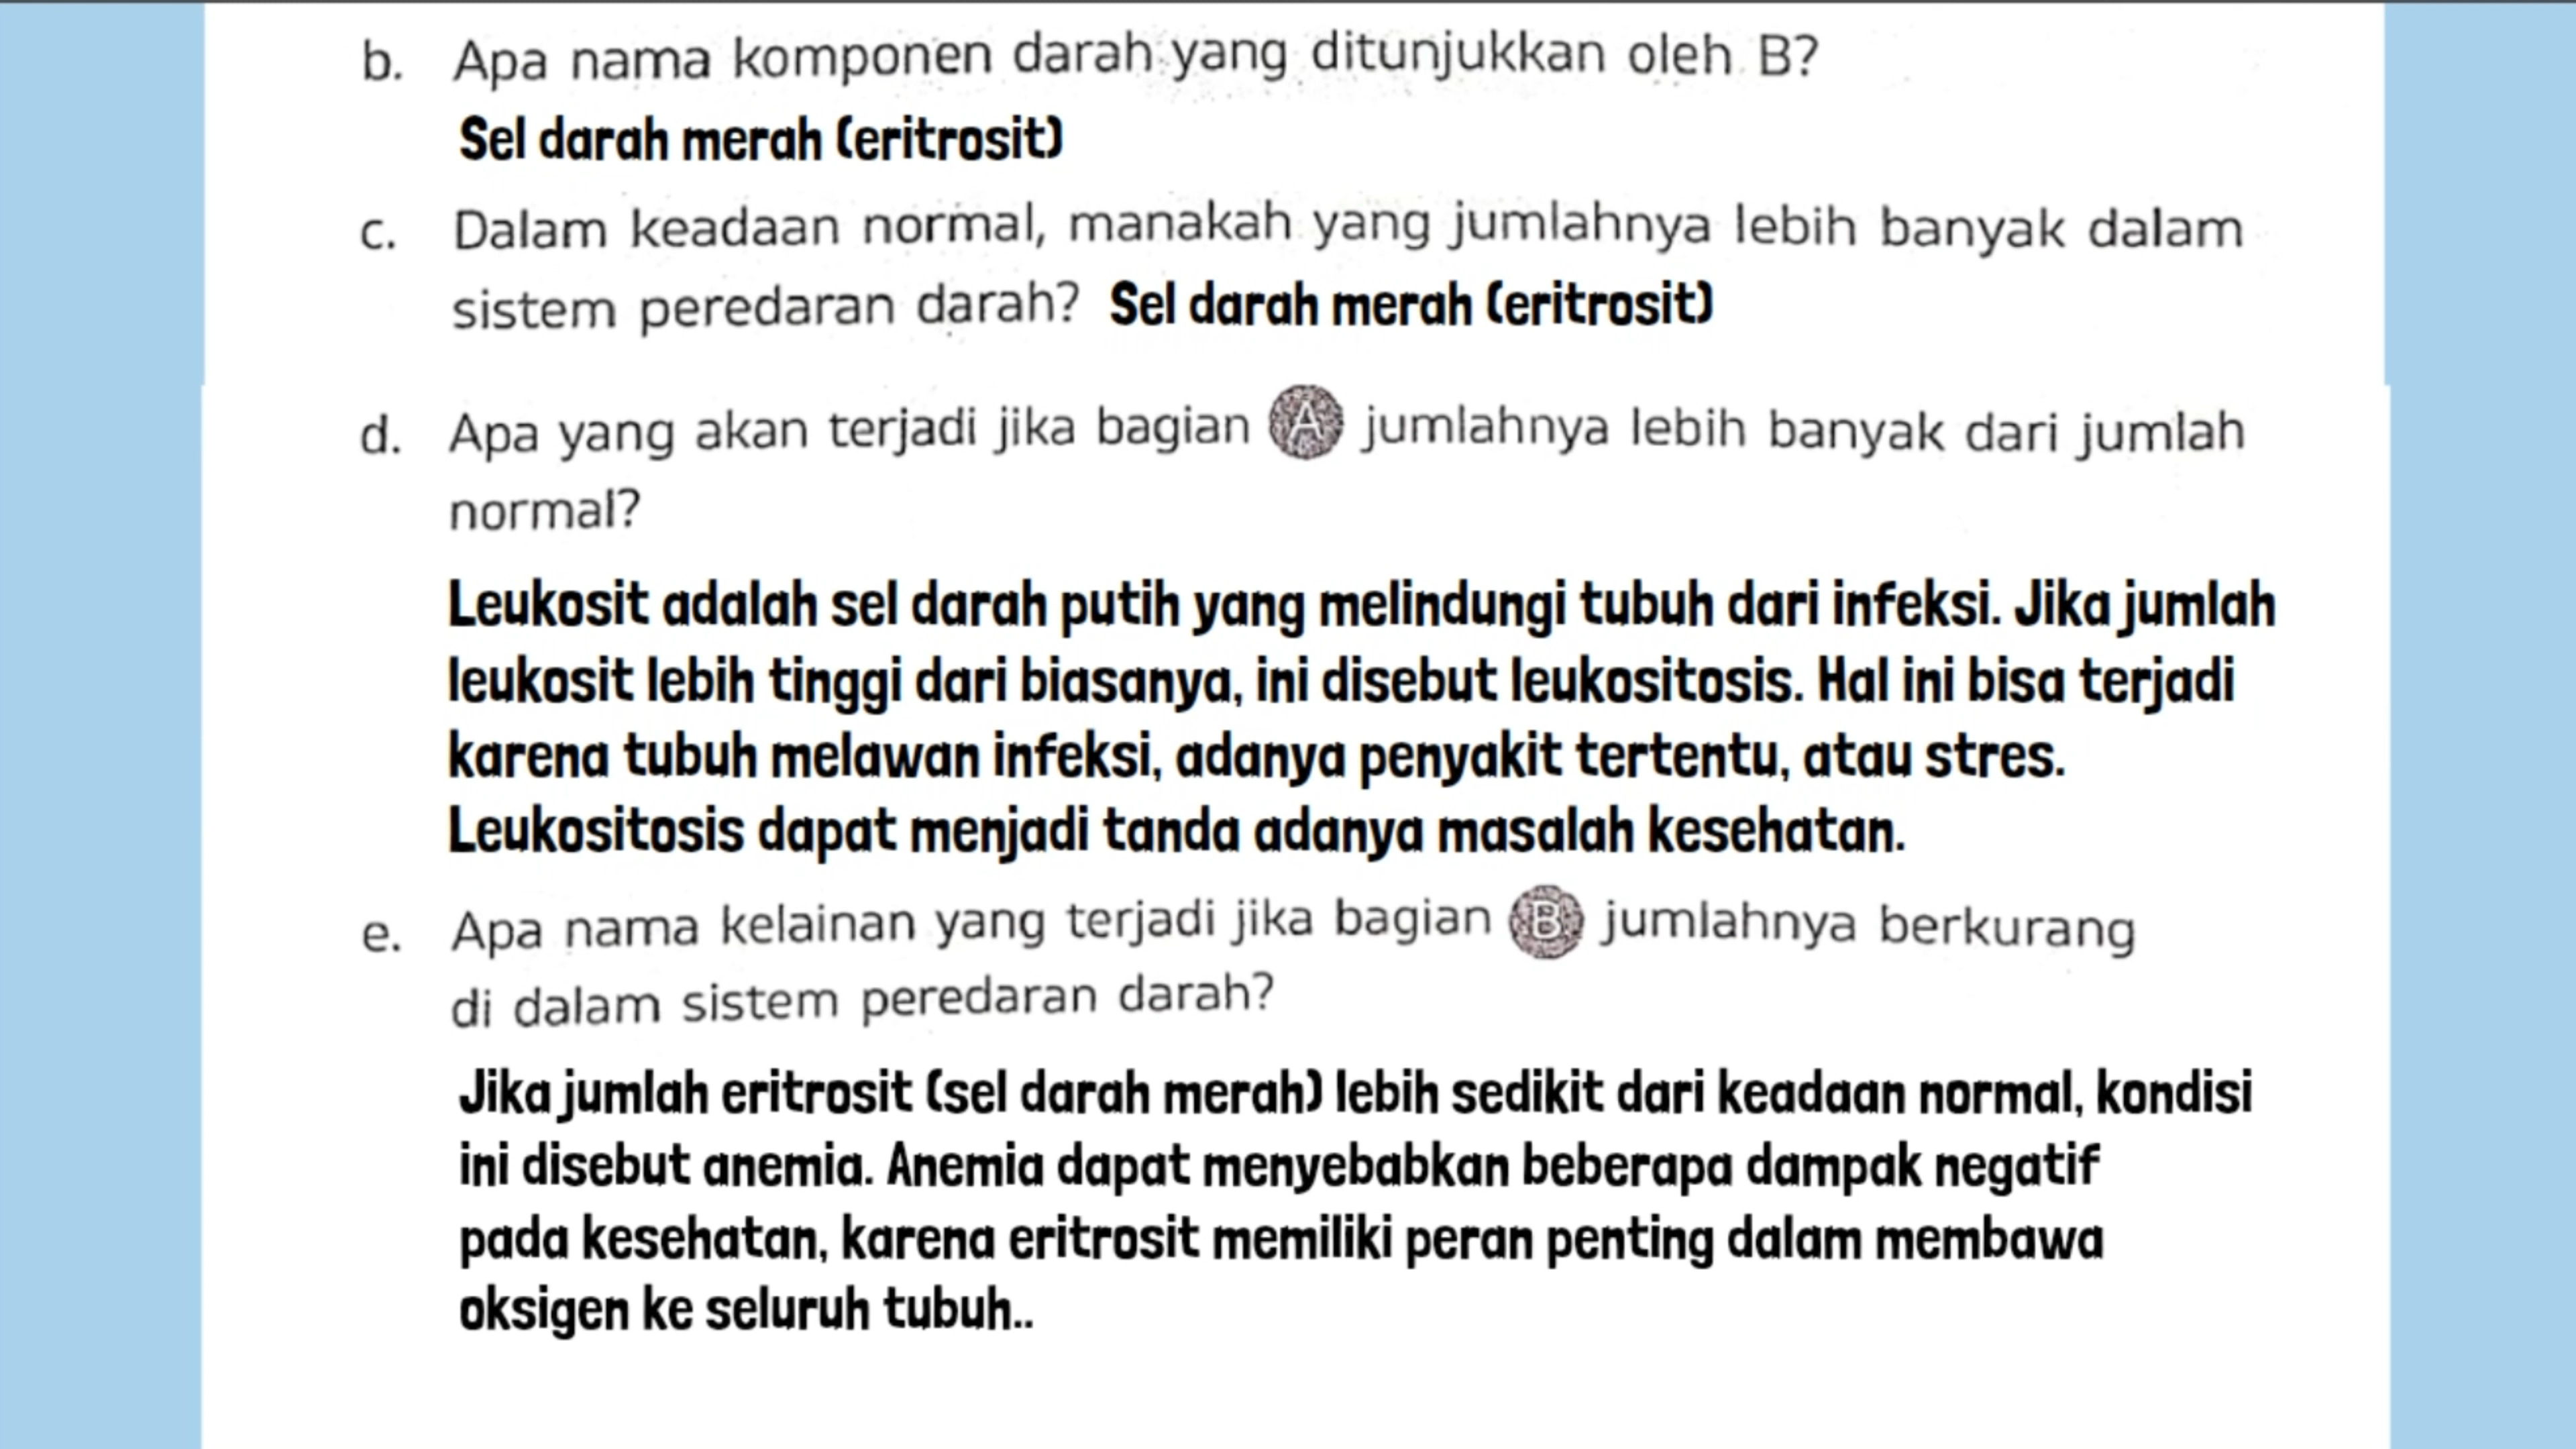 b. Apa nama komponen darah yang ditunjukkan oleh B?
Sel darah merah (eritrosit)
c. Dalam keadaan normal, manakah yang jumlahnya lebih banyak dalam
sistem peredaran darah? Sel darah merah (eritrosit)
d. Apa yang akan terjadi jika bagian A jumlahnya lebih banyak dari jumlah
normal?
Leukosit adalah sel darah putih yang melindungi tubuh dari infeksi. Jika jumlah
leukosit lebih tinggi dari biasanya, ini disebut leukositosis. Hal ini bisa terjadi
karena tubuh melawan infeksi, adanya penyakit tertentu, atau stres.
Leukositosis dapat menjadi tanda adanya masalah kesehatan.
e. Apa nama kelainan yang terjadi jika bagian B jumlahnya berkurang
di dalam sistem peredaran darah?
Jika jumlah eritrosit (sel darah merah) lebih sedikit dari keadaan normal, kondisi
ini disebut anemia. Anemia dapat menyebabkan beberapa dampak negatif
pada kesehatan, karena eritrosit memiliki peran penting dalam membawa
oksigen ke seluruh tubuh..